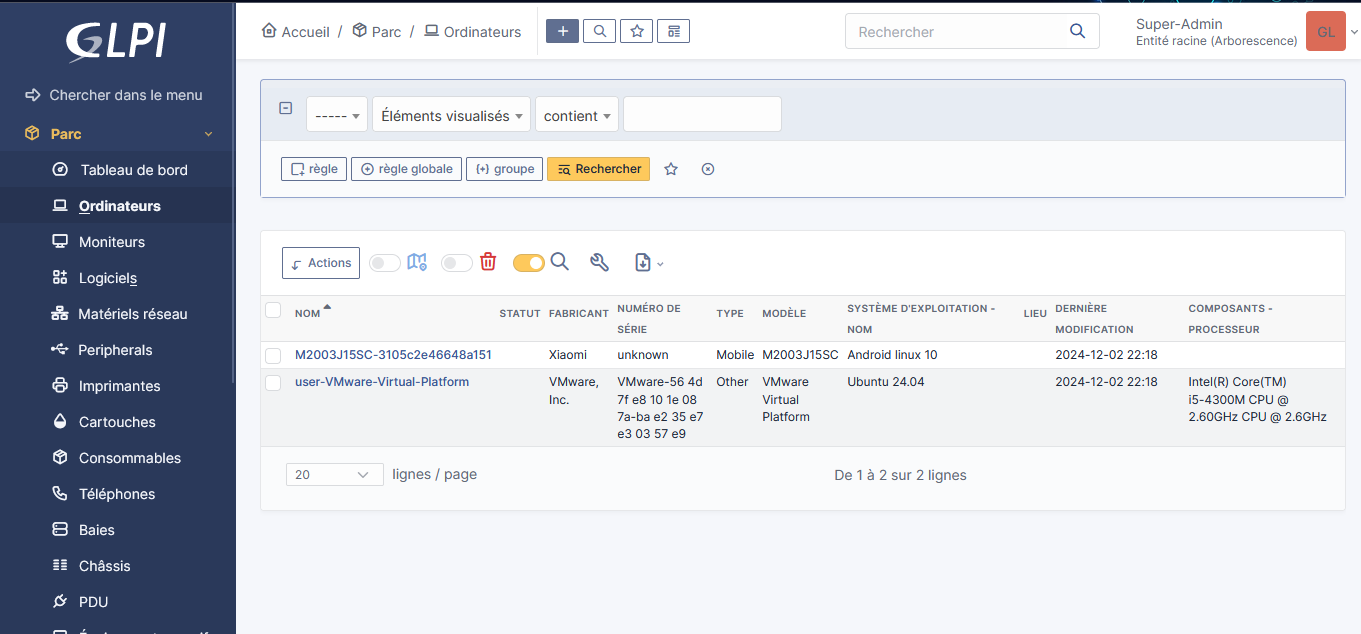 GLPI
Chercher dans le menu
Parc
Tableau de bord
Ordinateurs
Moniteurs
Logiciels
Matériels réseau
Peripherals
Imprimantes
Cartouches
Consommables
Téléphones
Baies
Châssis
PDU
Accueil / Parc / Ordinateurs
Rechercher
Super-Admin
Entité racine (Arborescence)
GL
----- Éléments visualisés contient
règle règle globale groupe Rechercher
Actions
NOM STATUT FABRICANT NUMÉRO DE SÉRIE TYPE MODÈLE SYSTÈME D'EXPLOITATION - NOM LIEU DERNIÈRE MODIFICATION COMPOSANTS - PROCESSEUR
M2003J15SC-3105c2e46648a151 Xiaomi unknown Mobile M2003J15SC Android linux 10 2024-12-02 22:18
user-VMware-Virtual-Platform VMware, VMware-56 4d Other VMware Ubuntu 24.04 2024-12-02 22:18 Intel(R) Core(TM)
Inc. 7f e8 10 1e 08 Virtual i5-4300M CPU @
7a-ba e2 35 e7 Platform 2.60GHz CPU @ 2.6GHz
e3 03 57 e9
20 lignes / page De 1 à 2 sur 2 lignes